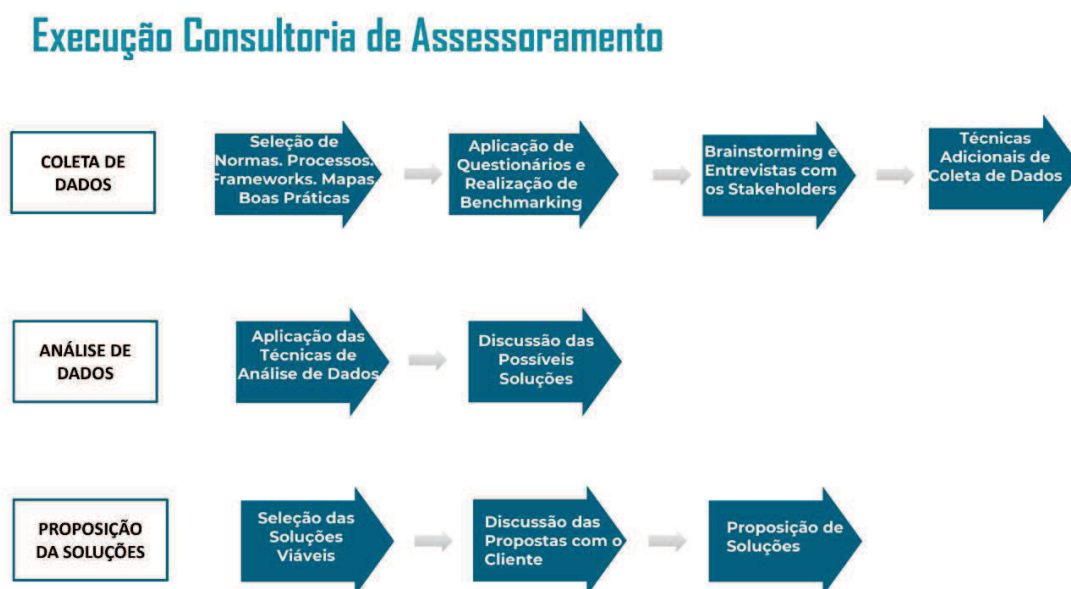 Execução Consultoria de Assessoramento
COLETA DE
DADOS
Seleção de
Normas. Processos.
Frameworks. Mapas.
Boas Práticas
Aplicação de
Questionários e
Realização de
Benchmarking
Brainstorming e
Entrevistas com
os Stakeholders
Técnicas
Adicionais de
Coleta de Dados
ANÁLISE DE
DADOS
Aplicação das
Técnicas de
Análise de Dados
Discussão das
Possíveis
Soluções
PROPOSIÇÃO
DA SOLUÇÕES
Seleção das
Soluções
Viáveis
Discussão das
Propostas com o
Cliente
Proposição de
Soluções